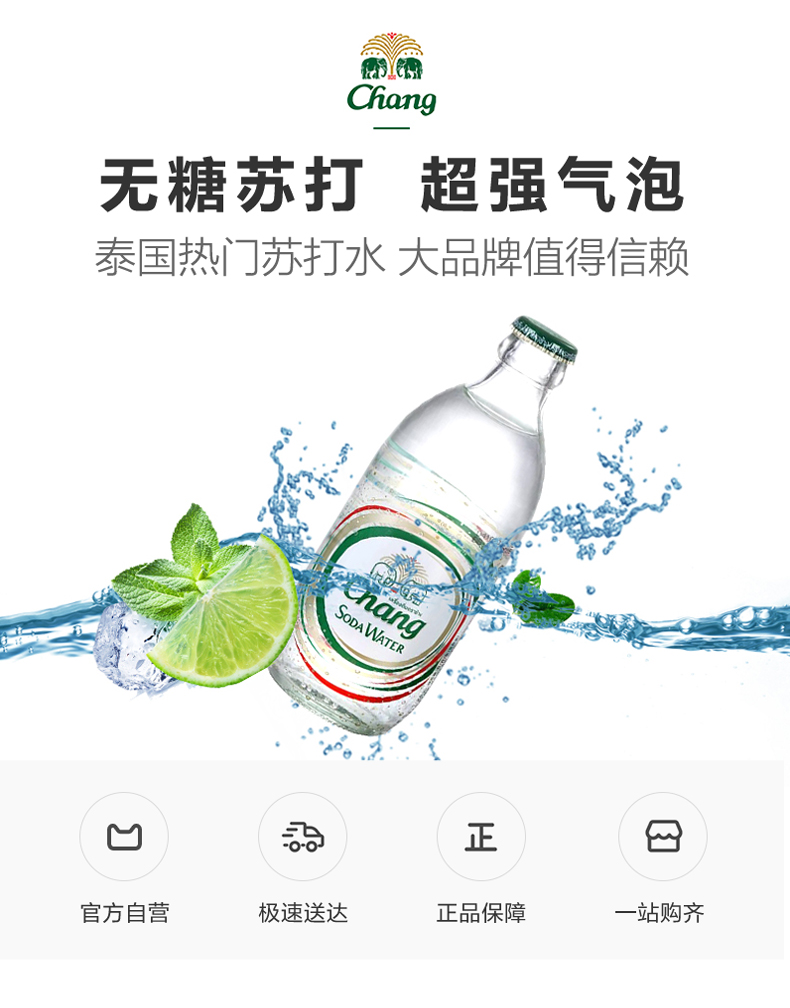 Chang
无糖苏打 超强气泡
泰国热门苏打水 大品牌值得信赖
Chang
SODA WATER
正
官方自营 极速送达 正品保障 一站购齐